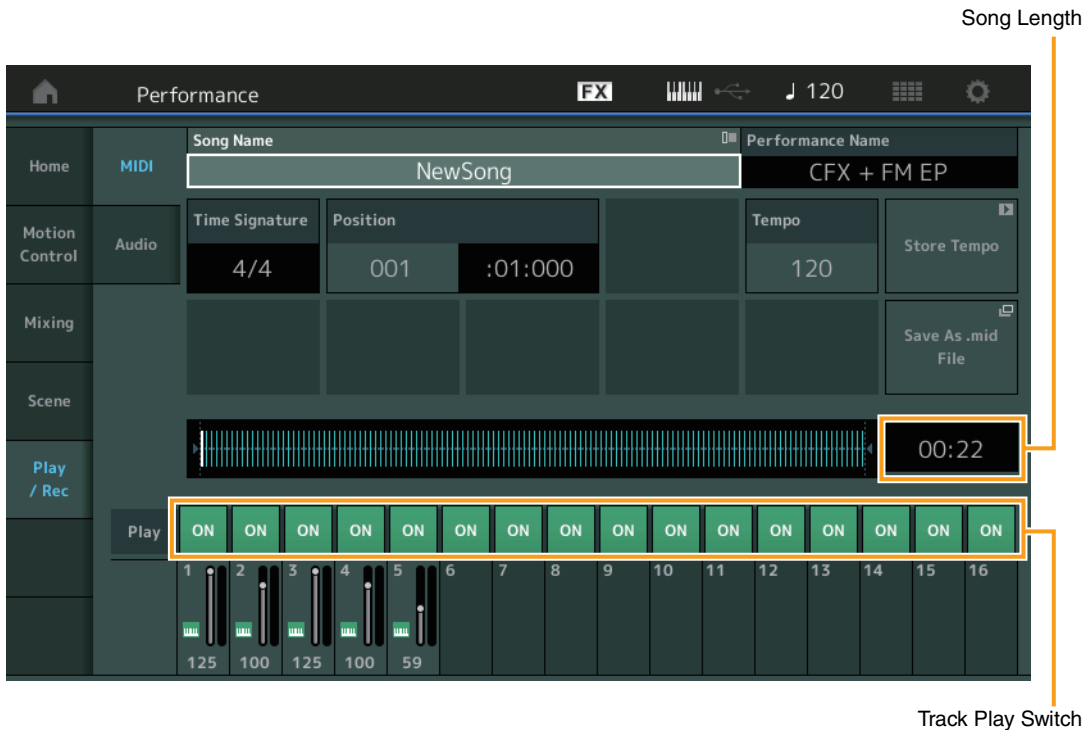 Song Length
Performance
FX
120
Song Name
Performance Name
NewSong
CFX + FM EP
Home
MIDI
Motion
Control
Audio
Time Signature
Position
Tempo
Store Tempo
4/4
001
:01:000
120
Mixing
Save As .mid
File
Scene
Play
/ Rec
00:22
Play
ON ON ON ON ON ON ON ON ON ON ON ON ON ON ON ON
1 2 3 4 5 6 7 8 9 10 11 12 13 14 15 16
125 100 125 100 59
Track Play Switch